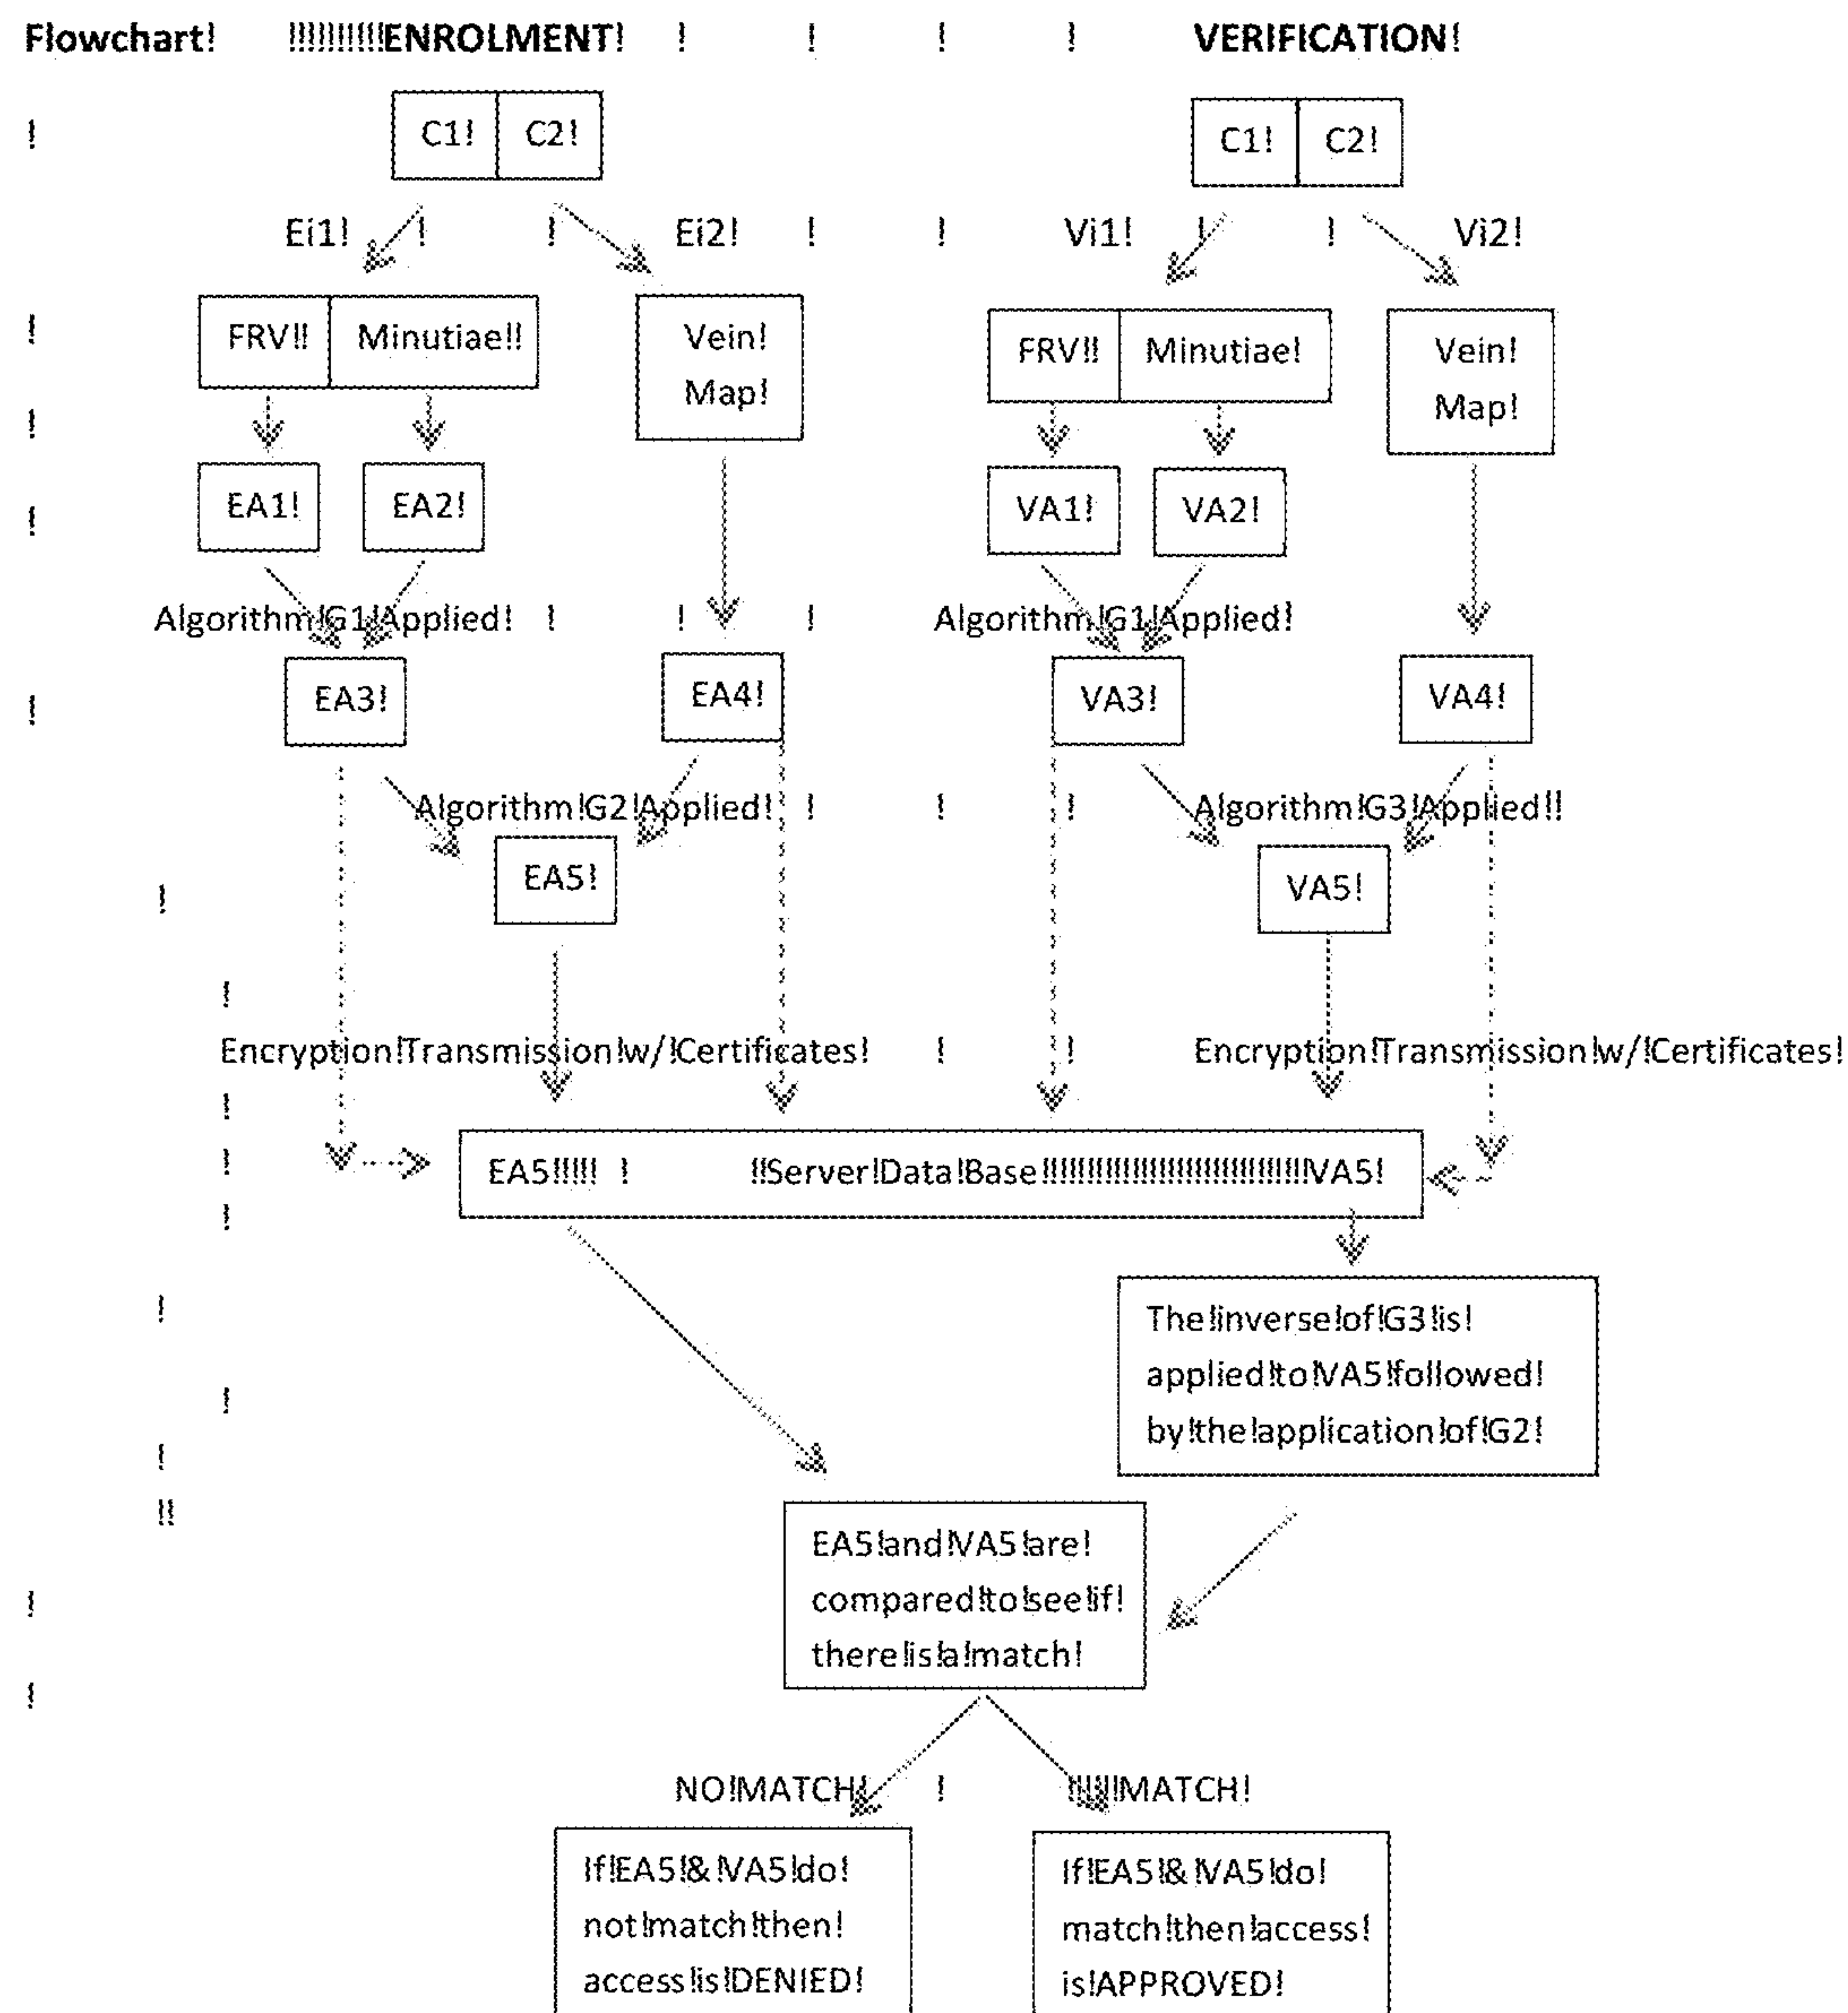 Flowchart! !!!!!!!!!!ENROLMENT! ! ! ! ! VERIFICATION!
! C1! C2! C1! C2!
Ei1! ! ! Ei2! ! ! Vi1! ! ! Vi2!
! FRV!! Minutiae!! Vein! FRV!! Minutiae! Vein!
Map! Map!
!
! EA1! EA2! VA1! VA2!
Algorithm!G1!Applied! ! ! ! Algorithm!G1!Applied!
! EA3! EA4! VA3! VA4!
Algorithm!G2!Applied! ! ! ! Algorithm!G3!Applied!!
! EA5! VA5!
!
Encryption!Transmission!w/!Certificates! ! ! Encryption!Transmission!w/!Certificates!
!
! EA5!!!!! ! !!Server!Data!Base!!!!!!!!!!!!!!!!!!!!!!!!!!!!!!VA5!
!
! The!inverse!of!G3!is!
applied!to!VA5!followed!
! by!the!application!of!G2!
!
!!
EA5!and!VA5!are!
! compared!to!see!if!
there!is!a!match!
!
NO!MATCH! ! !!!!!!MATCH!
If!EA5!&!VA5!do! If!EA5!&!VA5!do!
not!match!then! match!then!access!
access!is!DENIED! is!APPROVED!